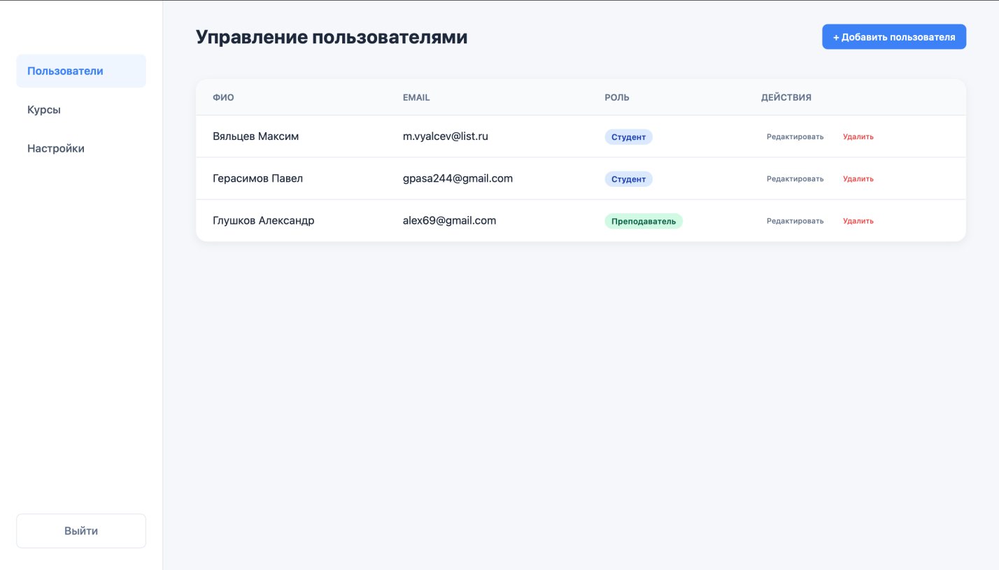 Управление пользователями
+ Добавить пользователя
Пользователи
Курсы
Настройки
ФИО EMAIL РОЛЬ ДЕЙСТВИЯ
Вяльцев Максим m.vyalcev@list.ru Студент Редактировать Удалить
Герасимов Павел gpasa244@gmail.com Студент Редактировать Удалить
Глушков Александр alex69@gmail.com Преподаватель Редактировать Удалить
Выйти